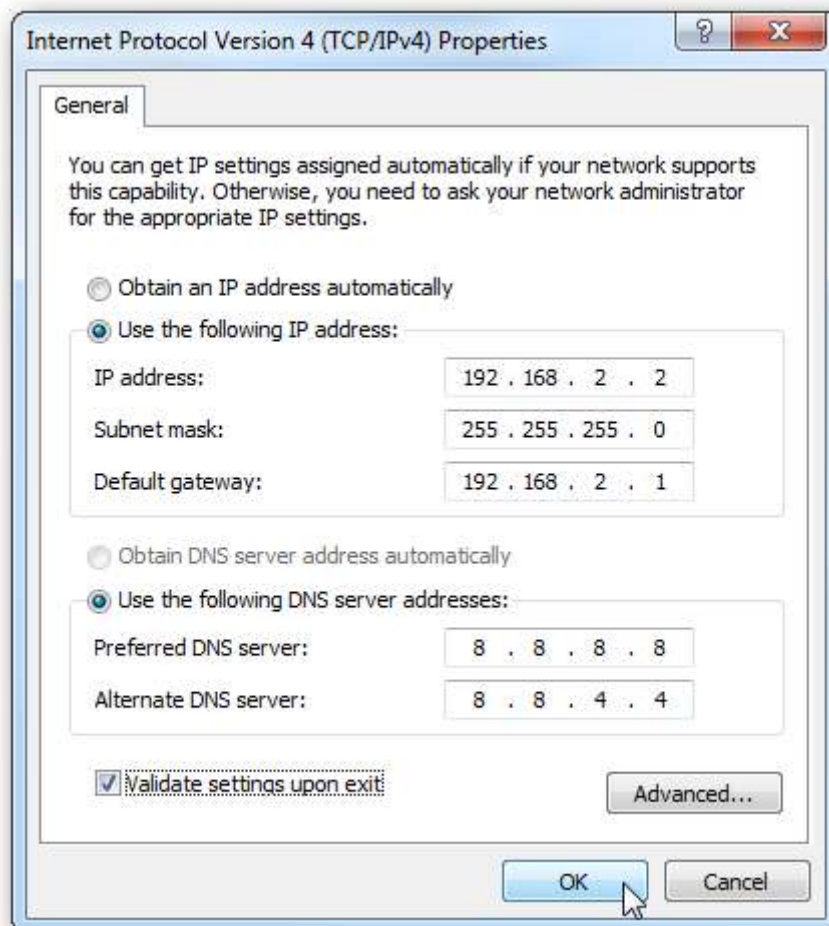 Internet Protocol Version 4 (TCP/IPv4) Properties
?
General
You can get IP settings assigned automatically if your network supports
this capability. Otherwise, you need to ask your network administrator
for the appropriate IP settings.
Obtain an IP address automatically
Use the following IP address:
IP address: 192 . 168 . 2 . 2
Subnet mask: 255 . 255 . 255 . 0
Default gateway: 192 . 168 . 2 . 1
Obtain DNS server address automatically
Use the following DNS server addresses:
Preferred DNS server: 8 . 8 . 8 . 8
Alternate DNS server: 8 . 8 . 4 . 4
Validate settings upon exit Advanced...
OK Cancel